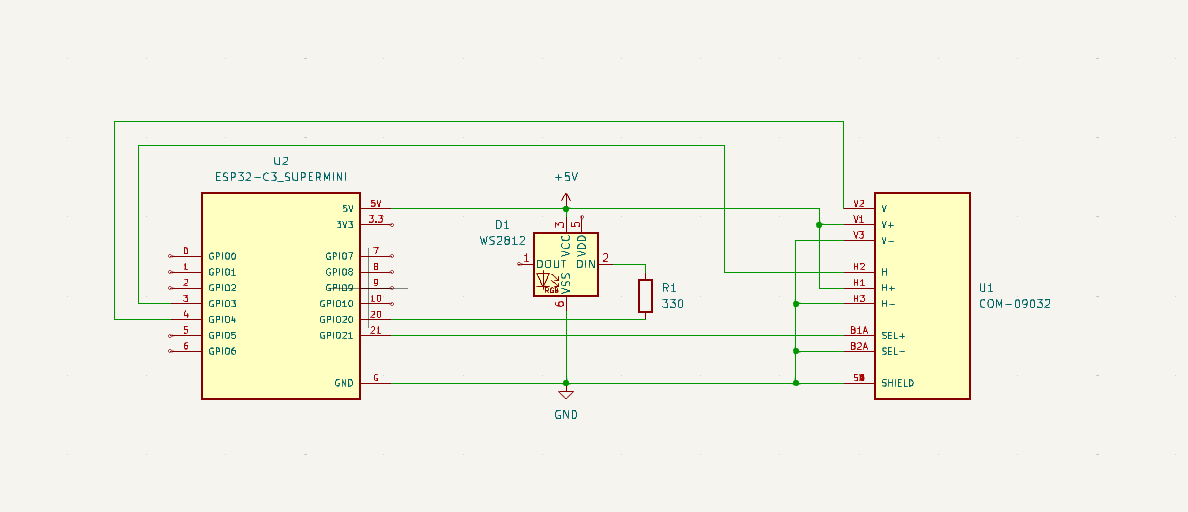 U2
ESP32-C3_SUPERMINI
5V 5V
3V3 3.3
0 GPIO0 GPIO7 7
1 GPIO1 GPIO8 8
2 GPIO2 GPIO9 9
3 GPIO3 GPIO10 10
4 GPIO4 GPIO20 20
5 GPIO5 GPIO21 21
6 GPIO6
GND G
+5V
D1
WS2812
3 5
VCC VDD
1 DOUT DIN 2
RGB
VSS
6
R1
330
GND
V2 V
V1 V+
V3 V-
H2 H
H1 H+
H3 H-
B1A SEL+
B2A SEL-
SHIELD
U1
COM-09032